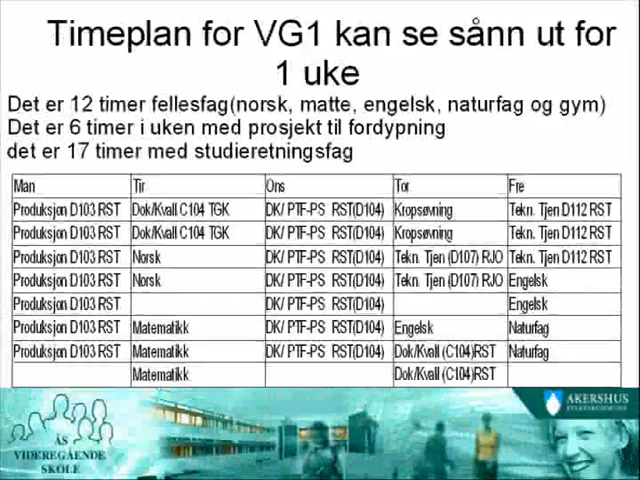 Timeplan for VG1 kan se sånn ut for
1 uke
Det er 12 timer fellesfag(norsk, matte, engelsk, naturfag og gym)
Det er 6 timer i uken med prosjekt til fordypning
det er 17 timer med studieretningsfag
Man Tir Ons Tor Fre
Produksjon D103 RST Dok/Kvall C104 TGK DK/ PTF-PS RST(D104) Kropsøvning Tekn. Tjen D112 RST
Produksjon D103 RST Dok/Kvall C104 TGK DK/ PTF-PS RST(D104) Kropsøvning Tekn. Tjen D112 RST
Produksjon D103 RST Norsk DK/ PTF-PS RST(D104) Tekn. Tjen (D107) RJO Tekn. Tjen D112 RST
Produksjon D103 RST Norsk DK/ PTF-PS RST(D104) Tekn. Tjen (D107) RJO Engelsk
Produksjon D103 RST DK/ PTF-PS RST(D104) Engelsk
Produksjon D103 RST Matematikk DK/ PTF-PS RST(D104) Engelsk Naturfag
Produksjon D103 RST Matematikk DK/ PTF-PS RST(D104) Dok/Kvall (C104)RST Naturfag
Matematikk Dok/Kvall (C104)RST
ÅS
VIDEREGÅENDE
SKOLE
AKERSHUS
FYLKESKOMMUNE